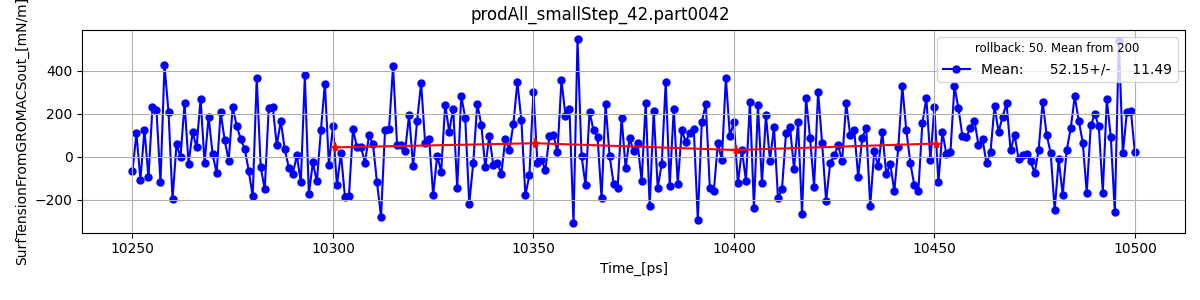 prodAll_smallStep_42.part0042
SurfTensionFromGROMACSout_[mN/m]
400
200
0
−200
rollback: 50. Mean from 200
Mean: 52.15+/- 11.49
10250
10300
10350
10400
10450
10500
Time_[ps]